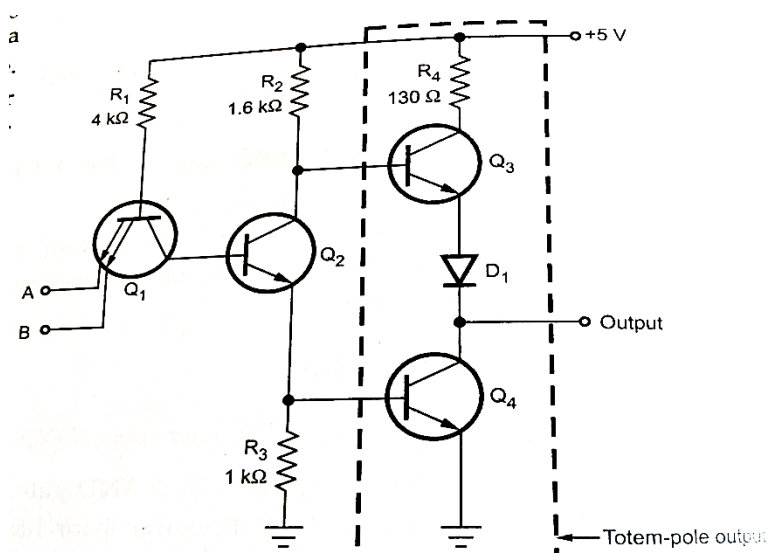 a
+5 V
R1
4 kΩ
R2
1.6 kΩ
R4
130 Ω
Q3
Q1
Q2
D1
A
B
Output
Q4
R3
1 kΩ
Totem-pole output